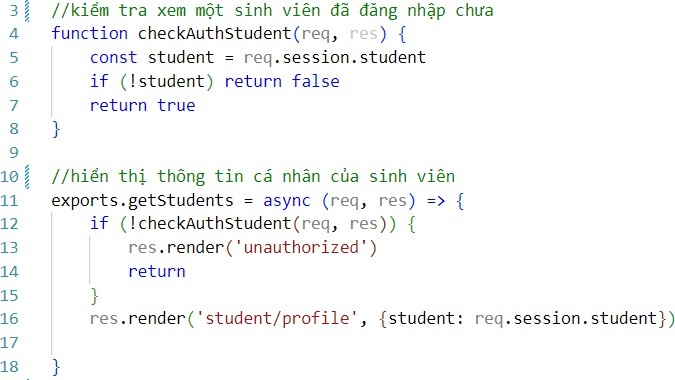 3 //kiểm tra xem một sinh viên đã đăng nhập chưa
4 function checkAuthStudent(req, res) {
5     const student = req.session.student
6     if (!student) return false
7     return true
8 }
9
10 //hiển thị thông tin cá nhân của sinh viên
11 exports.getStudents = async (req, res) => {
12     if (!checkAuthStudent(req, res)) {
13         res.render('unauthorized')
14         return
15     }
16     res.render('student/profile', {student: req.session.student})
17
18 }